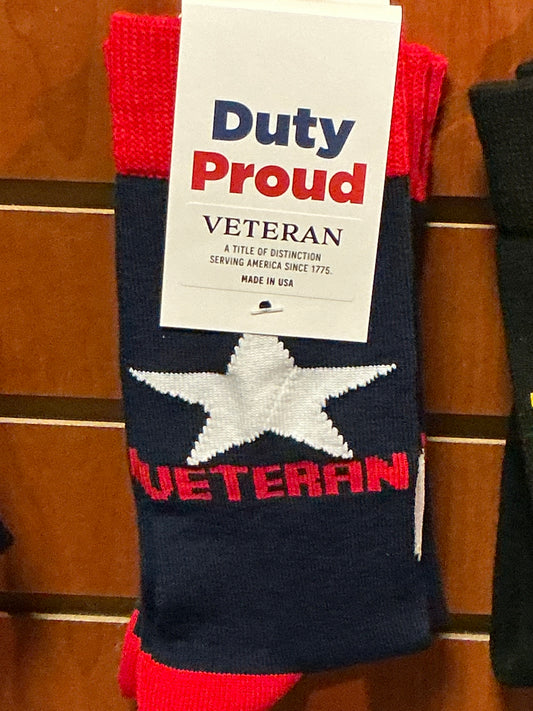 Duty
Proud
VETERAN
A TITLE OF DISTINCTION
SERVING AMERICA SINCE 1775.
MADE IN USA
VETERAN